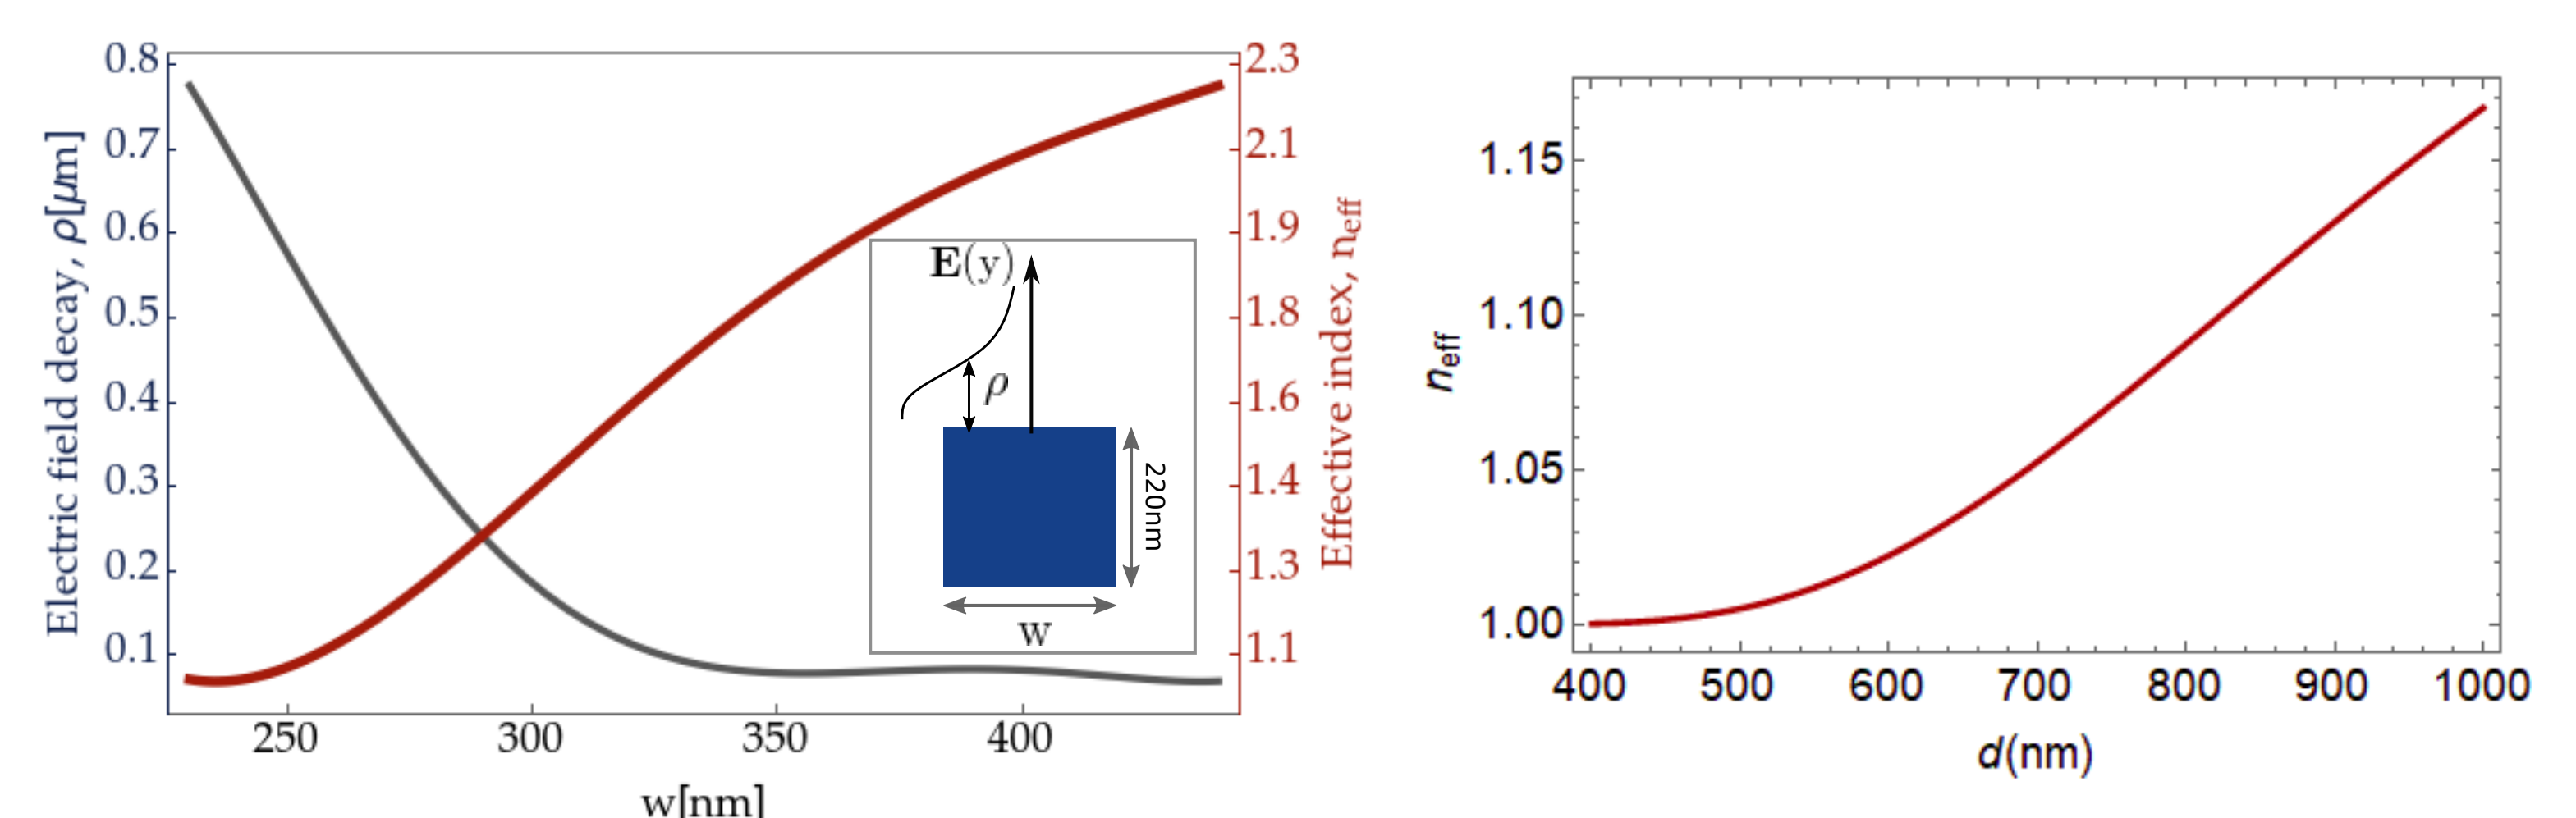 Electric field decay, ρ[μm]
0.8
0.7
0.6
0.5
0.4
0.3
0.2
0.1
250 300 350 400
w[nm]
2.3
2.1
1.9
1.8
1.6
1.4
1.3
1.1
Effective index, neff
E(y)
ρ
220nm
w
neff
1.15
1.10
1.05
1.00
400 500 600 700 800 900 1000
d(nm)